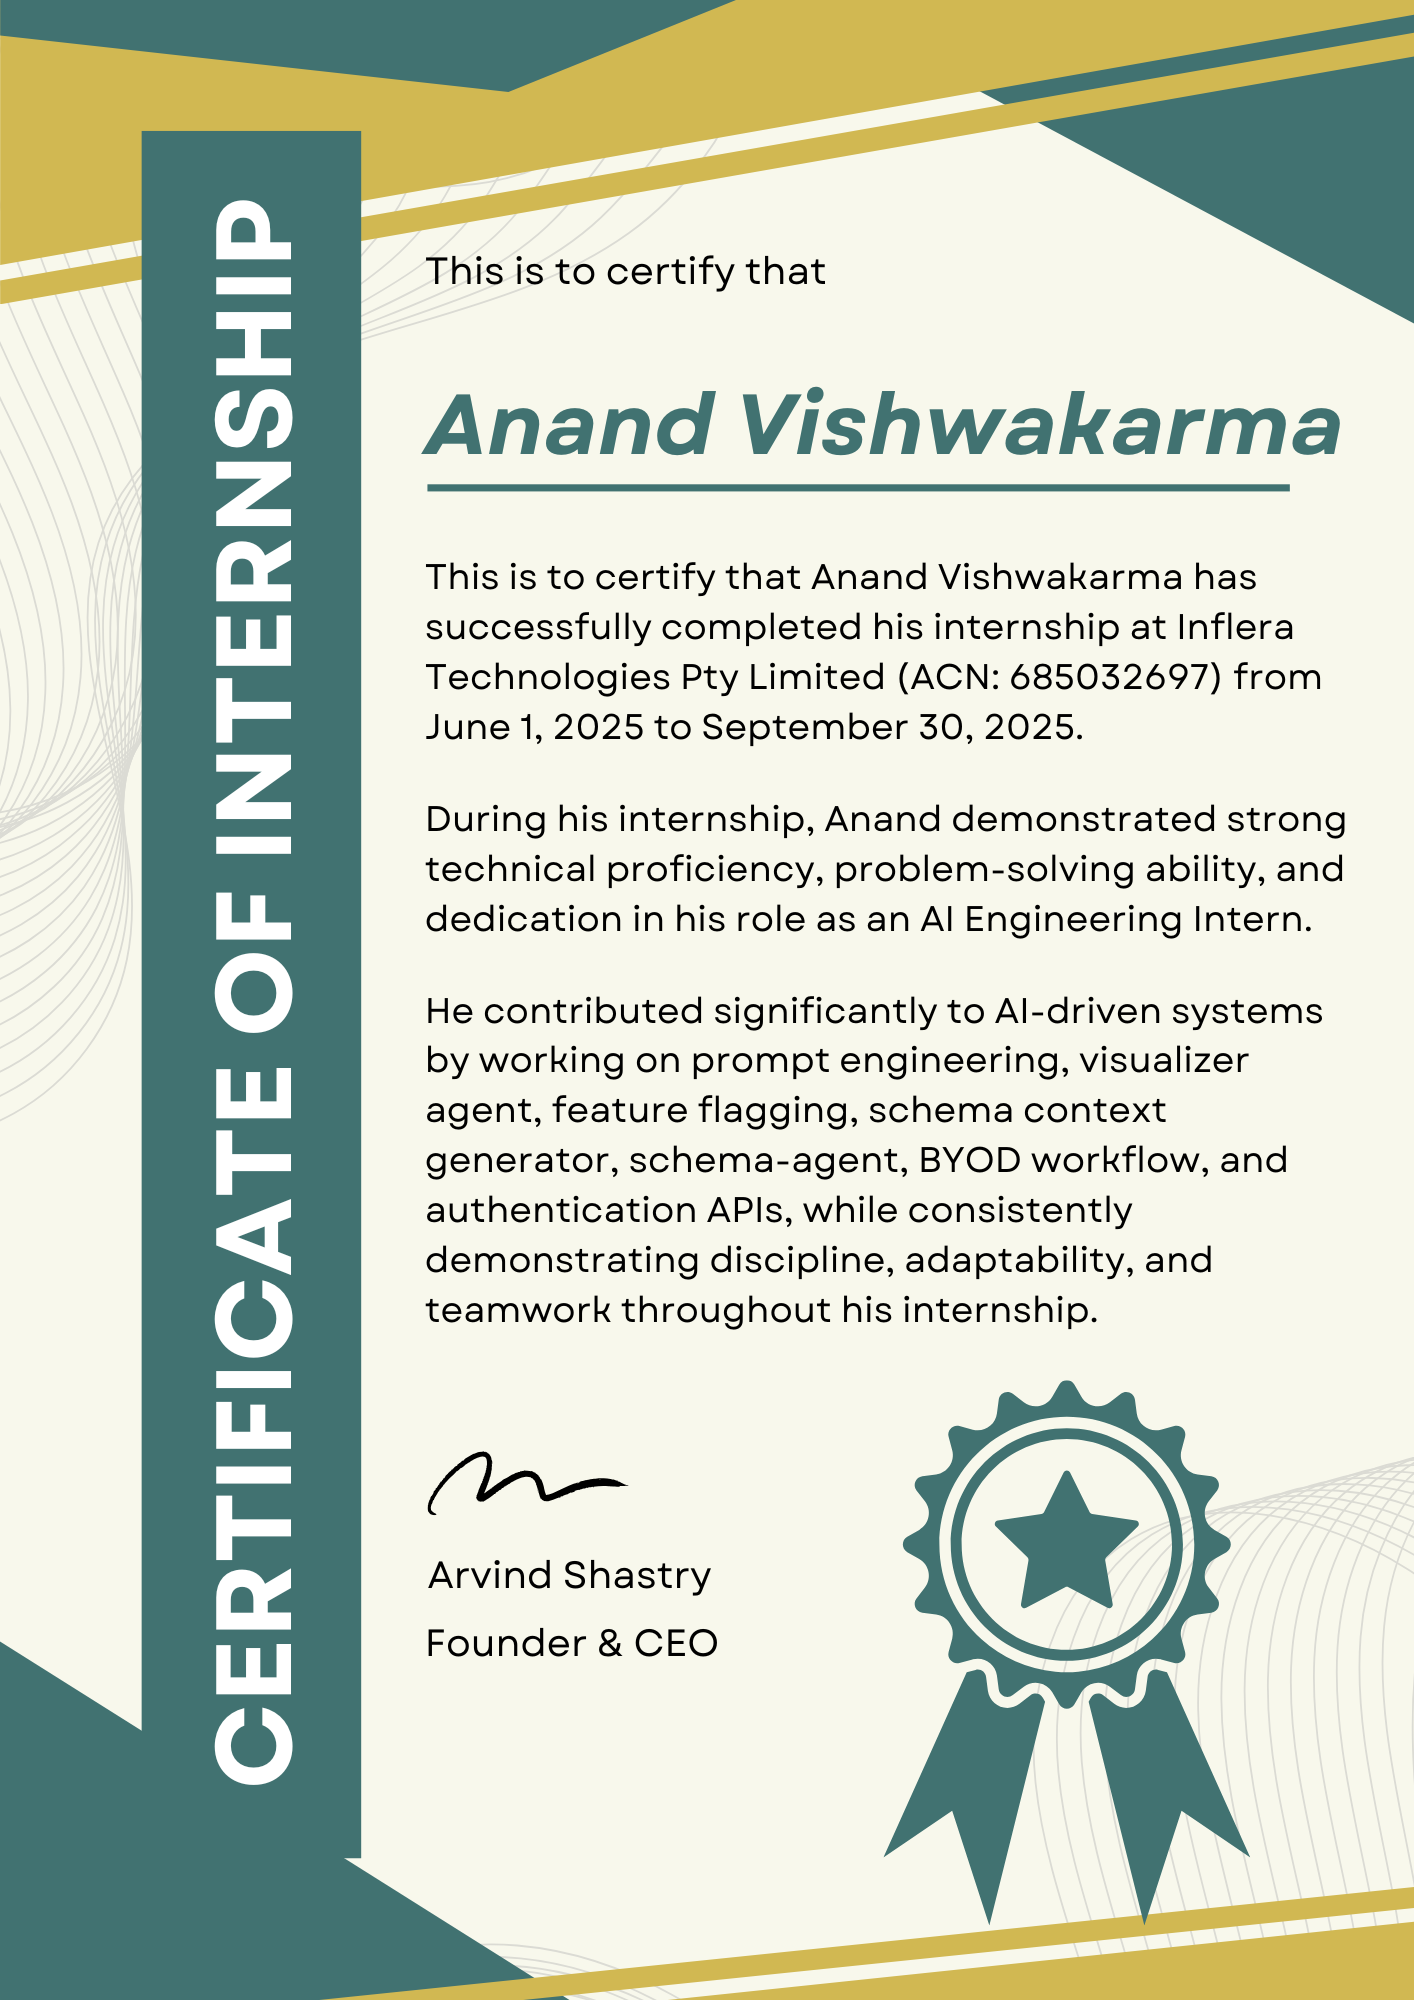 CERTIFICATE OF INTERNSHIP
This is to certify that
Anand Vishwakarma
This is to certify that Anand Vishwakarma has
successfully completed his internship at Inflera
Technologies Pty Limited (ACN: 685032697) from
June 1, 2025 to September 30, 2025.
During his internship, Anand demonstrated strong
technical proficiency, problem-solving ability, and
dedication in his role as an AI Engineering Intern.
He contributed significantly to AI-driven systems
by working on prompt engineering, visualizer
agent, feature flagging, schema context
generator, schema-agent, BYOD workflow, and
authentication APIs, while consistently
demonstrating discipline, adaptability, and
teamwork throughout his internship.
Arvind Shastry
Founder & CEO